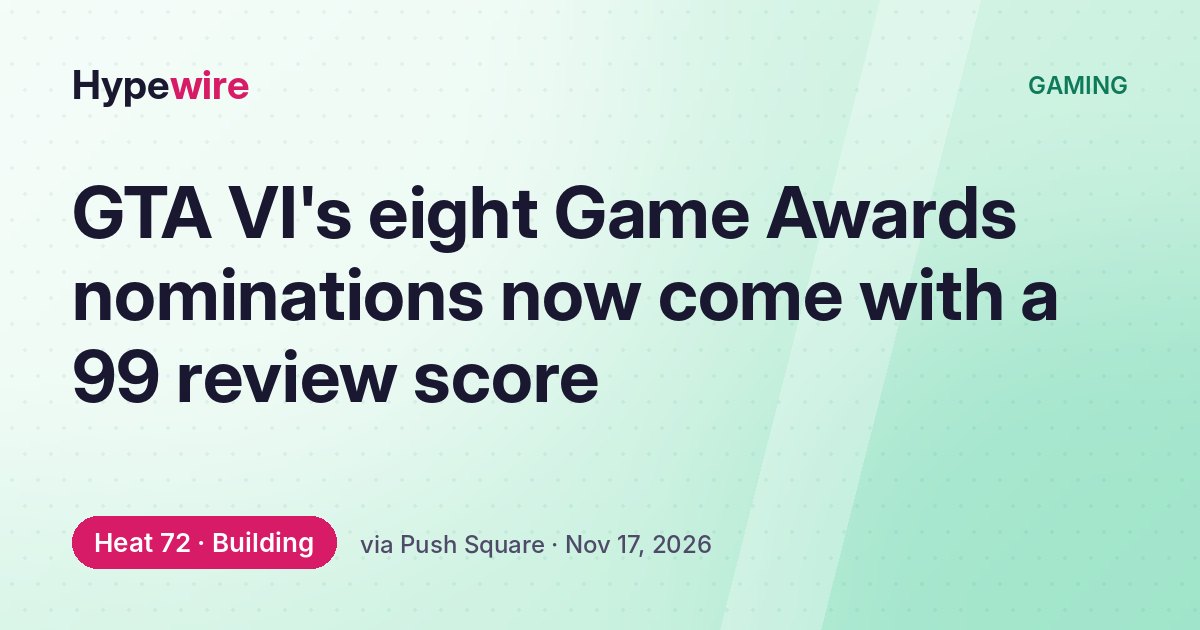 Hypewire
GAMING
GTA VI's eight Game Awards
nominations now come with a
99 review score
Heat 72 · Building
via Push Square · Nov 17, 2026